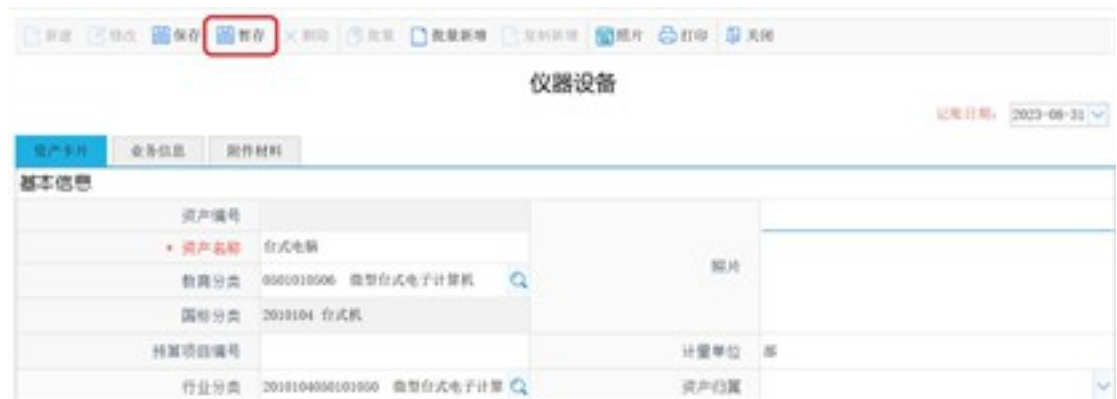 新建 修改 保存 暂存 删除 批量 批量新增 复制新增 照片 打印 关闭
仪器设备
记账日期： 2023-08-31
资产卡片 业务信息 附件材料
基本信息
资产编号
* 资产名称 台式电脑
照片
教育分类 微型台式电子计算机
国标分类 2010104 台式机
预算项目编号
计量单位 部
行业分类 微型台式电子计算
资产归属